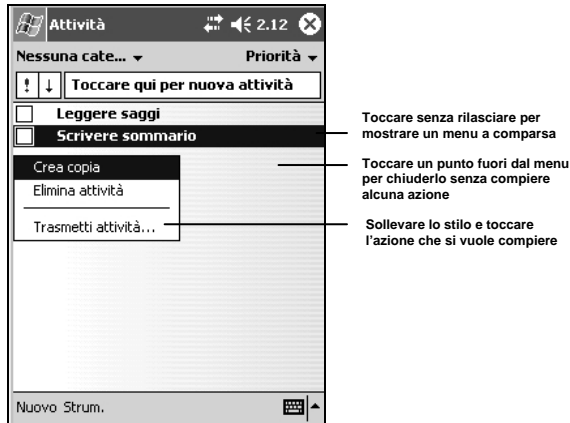 Attività 2.12
Nessuna cate... Priorità
! ↓ Toccare qui per nuova attività
Leggere saggi
Scrivere sommario
Crea copia
Elimina attività
Trasmetti attività...
Nuovo Strum.
Toccare senza rilasciare per
mostrare un menu a comparsa
Toccare un punto fuori dal menu
per chiuderlo senza compiere
alcuna azione
Sollevare lo stilo e toccare
l'azione che si vuole compiere